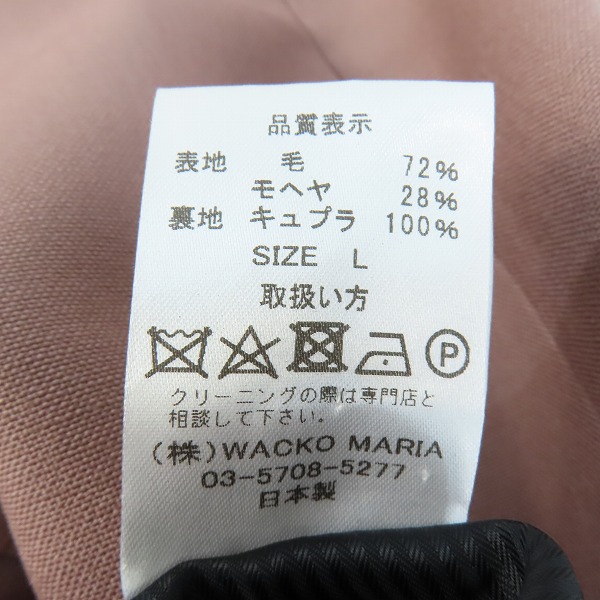 品質表示
表地 毛 72%
モヘヤ 28%
裏地 キュプラ 100%
SIZE L
取扱い方
P
クリーニングの際は専門店と
相談して下さい。
(株)WACKO MARIA
03-5708-5277
日本製